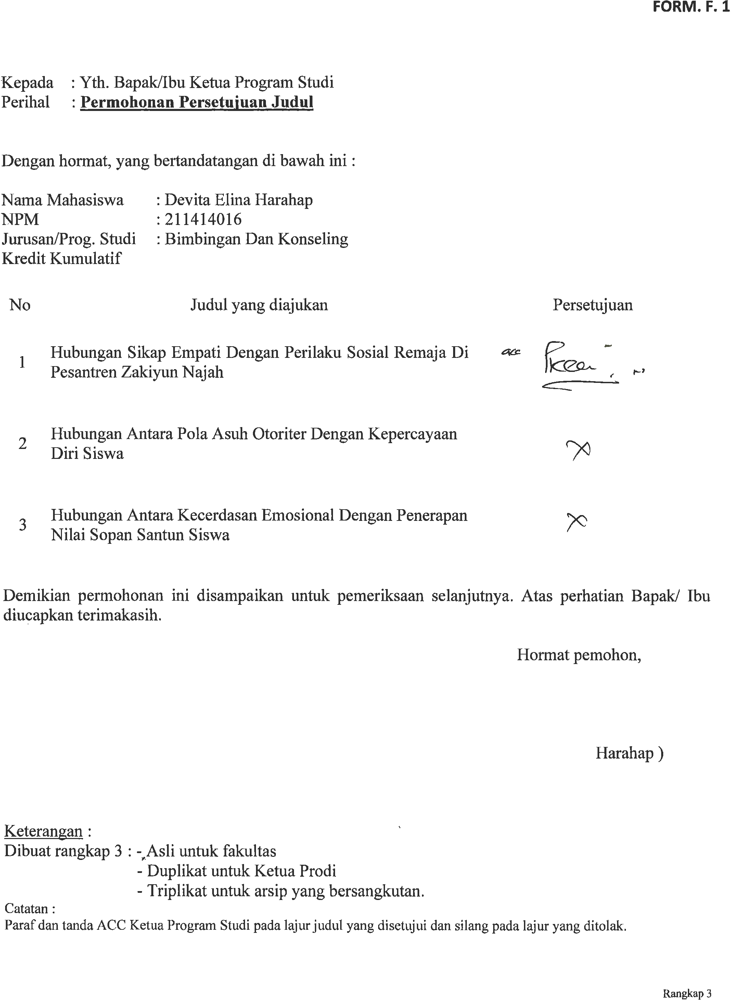 FORM. F. 1
Kepada : Yth. Bapak/Ibu Ketua Program Studi
Perihal : Permohonan Persetujuan Judul
Dengan hormat, yang bertandatangan di bawah ini :
Nama Mahasiswa : Devita Elina Harahap
NPM : 211414016
Jurusan/Prog. Studi : Bimbingan Dan Konseling
Kredit Kumulatif
No Judul yang diajukan Persetujuan
1 Hubungan Sikap Empati Dengan Perilaku Sosial Remaja Di acc
Pesantren Zakiyun Najah
2 Hubungan Antara Pola Asuh Otoriter Dengan Kepercayaan
Diri Siswa
3 Hubungan Antara Kecerdasan Emosional Dengan Penerapan
Nilai Sopan Santun Siswa
Demikian permohonan ini disampaikan untuk pemeriksaan selanjutnya. Atas perhatian Bapak/ Ibu
diucapkan terimakasih.
Hormat pemohon,
Harahap )
Keterangan :
Dibuat rangkap 3 : - Asli untuk fakultas
- Duplikat untuk Ketua Prodi
- Triplikat untuk arsip yang bersangkutan.
Catatan :
Paraf dan tanda ACC Ketua Program Studi pada lajur judul yang disetujui dan silang pada lajur yang ditolak.
Rangkap 3